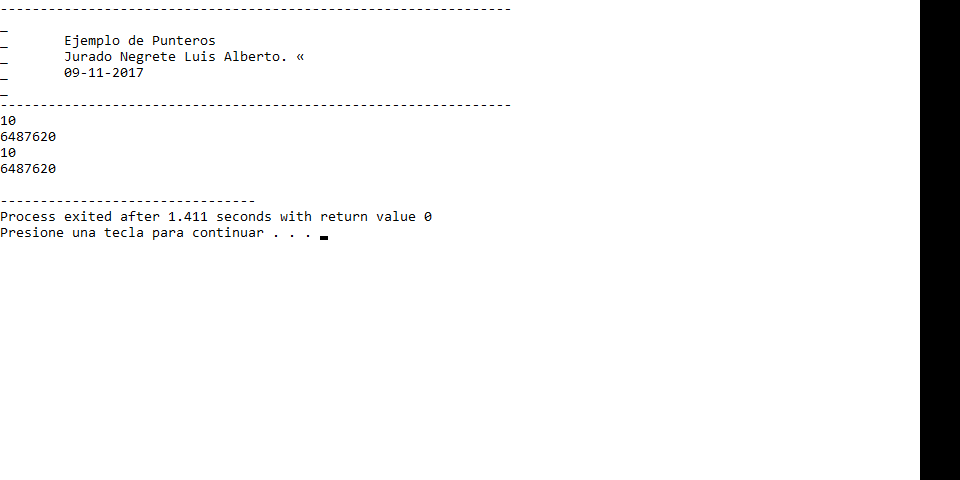 ----------------------------------------------------------------
_
_       Ejemplo de Punteros
_       Jurado Negrete Luis Alberto. «
_       09-11-2017
_
----------------------------------------------------------------
10
6487620
10
6487620

--------------------------------
Process exited after 1.411 seconds with return value 0
Presione una tecla para continuar . . . _